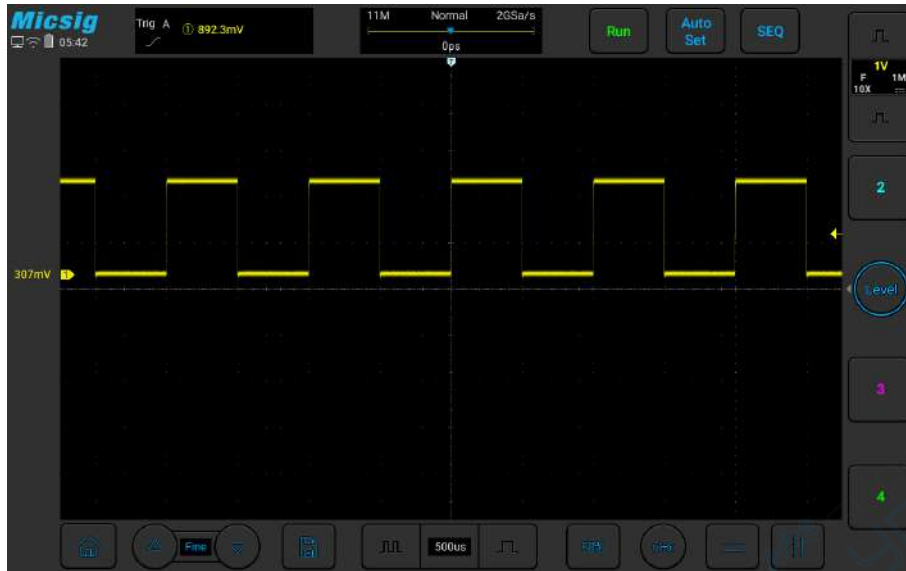 Micsig
05:42
Trig A
① 892.3mV
11M Normal 2GSa/s
0ps
Run
Auto
Set
SEQ
T
1V
F 1M
10X
2
307mV 1
Level
3
4
Fine
500us